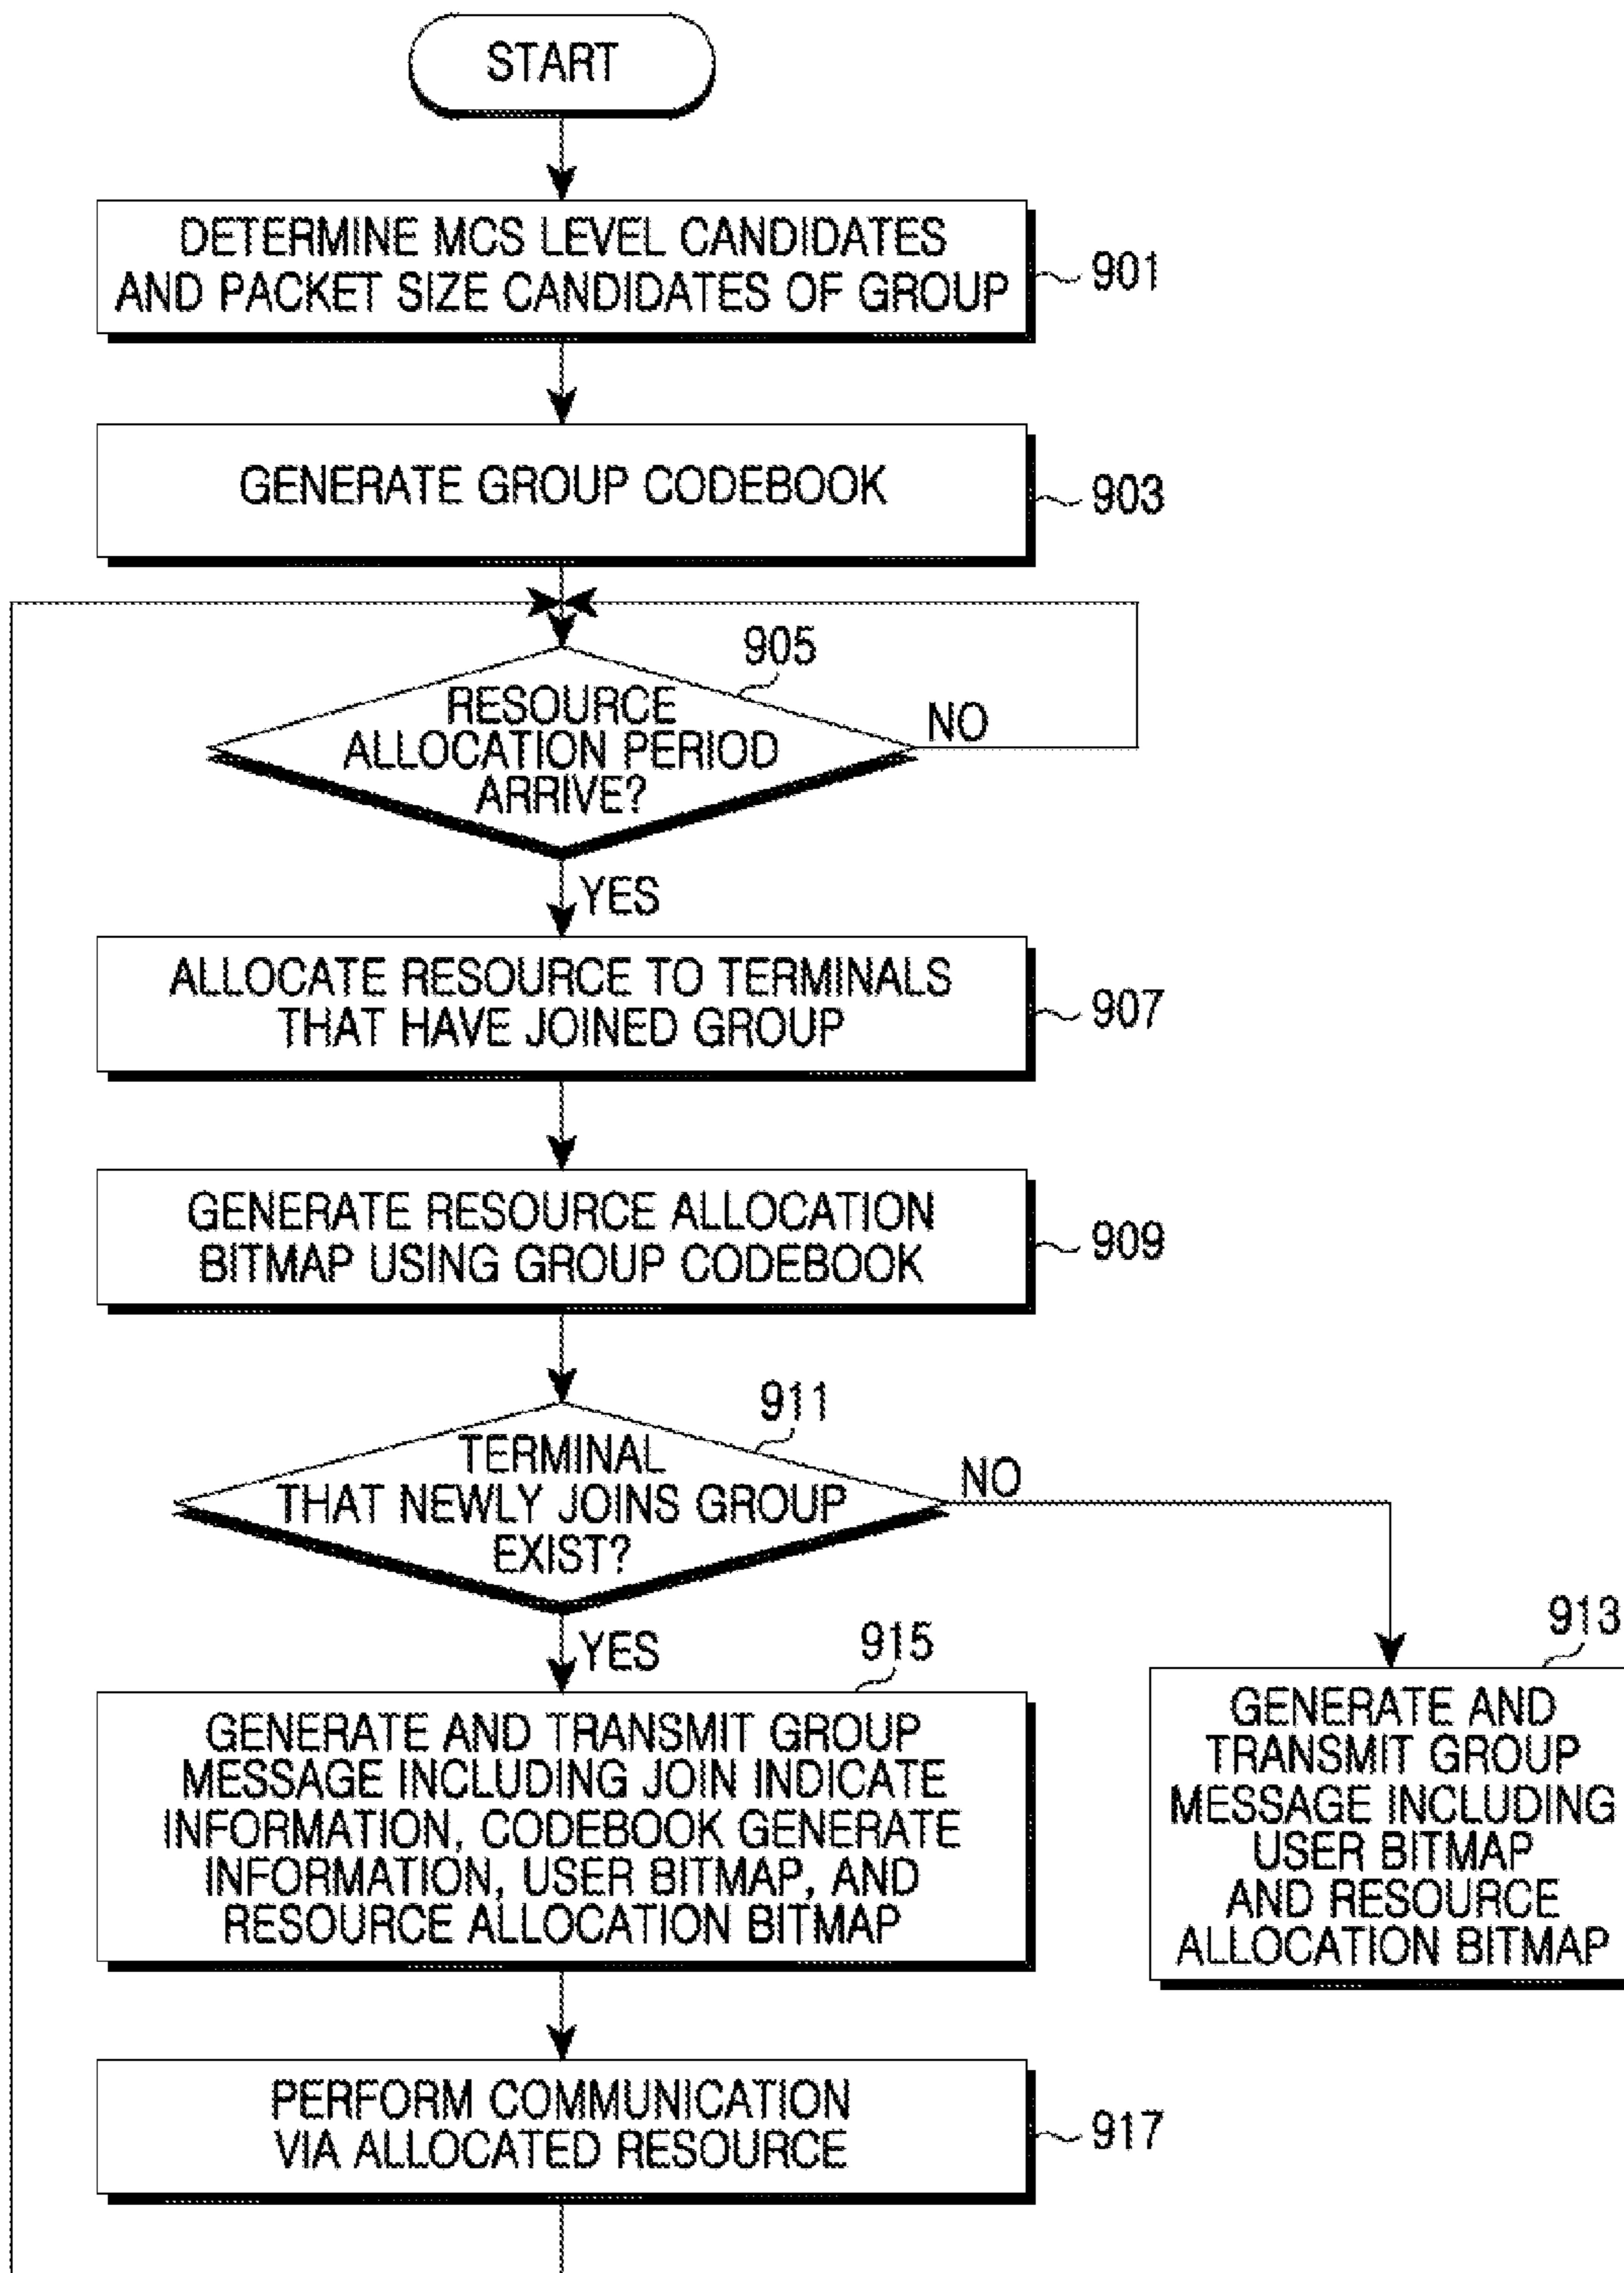 START
DETERMINE MCS LEVEL CANDIDATES
AND PACKET SIZE CANDIDATES OF GROUP
901
GENERATE GROUP CODEBOOK
903
905
RESOURCE
ALLOCATION PERIOD
ARRIVE?
NO
YES
ALLOCATE RESOURCE TO TERMINALS
THAT HAVE JOINED GROUP
907
GENERATE RESOURCE ALLOCATION
BITMAP USING GROUP CODEBOOK
909
911
TERMINAL
THAT NEWLY JOINS GROUP
EXIST?
NO
YES
915
GENERATE AND TRANSMIT GROUP
MESSAGE INCLUDING JOIN INDICATE
INFORMATION, CODEBOOK GENERATE
INFORMATION, USER BITMAP, AND
RESOURCE ALLOCATION BITMAP
913
GENERATE AND
TRANSMIT GROUP
MESSAGE INCLUDING
USER BITMAP
AND RESOURCE
ALLOCATION BITMAP
PERFORM COMMUNICATION
VIA ALLOCATED RESOURCE
917